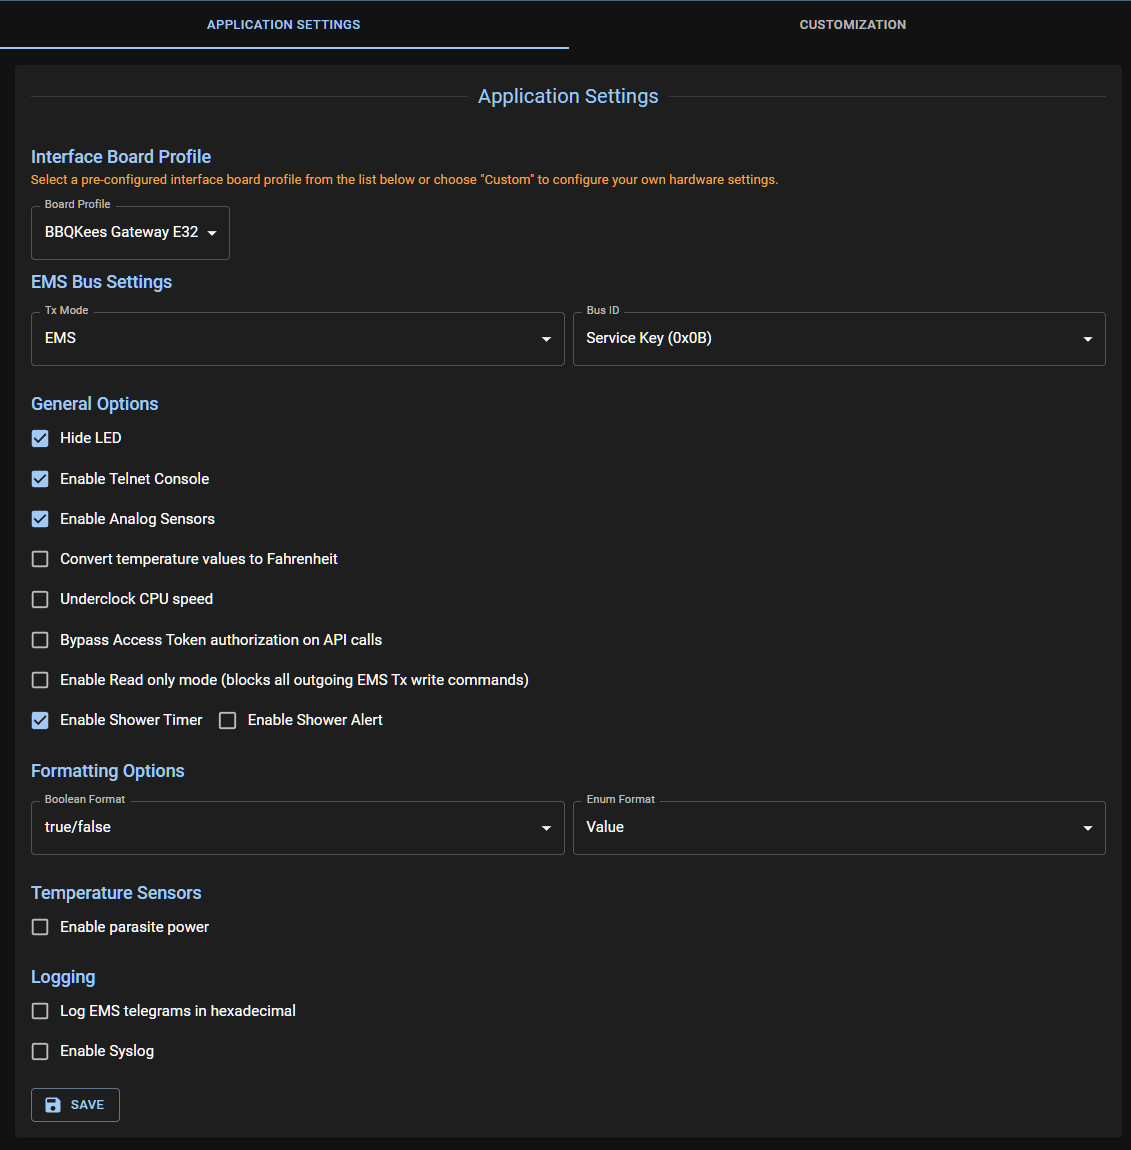 APPLICATION SETTINGS
CUSTOMIZATION
Application Settings
Interface Board Profile
Select a pre-configured interface board profile from the list below or choose "Custom" to configure your own hardware settings.
Board Profile
BBQKees Gateway E32
EMS Bus Settings
Tx Mode
EMS
Bus ID
Service Key (0x0B)
General Options
Hide LED
Enable Telnet Console
Enable Analog Sensors
Convert temperature values to Fahrenheit
Underclock CPU speed
Bypass Access Token authorization on API calls
Enable Read only mode (blocks all outgoing EMS Tx write commands)
Enable Shower Timer
Enable Shower Alert
Formatting Options
Boolean Format
true/false
Enum Format
Value
Temperature Sensors
Enable parasite power
Logging
Log EMS telegrams in hexadecimal
Enable Syslog
SAVE